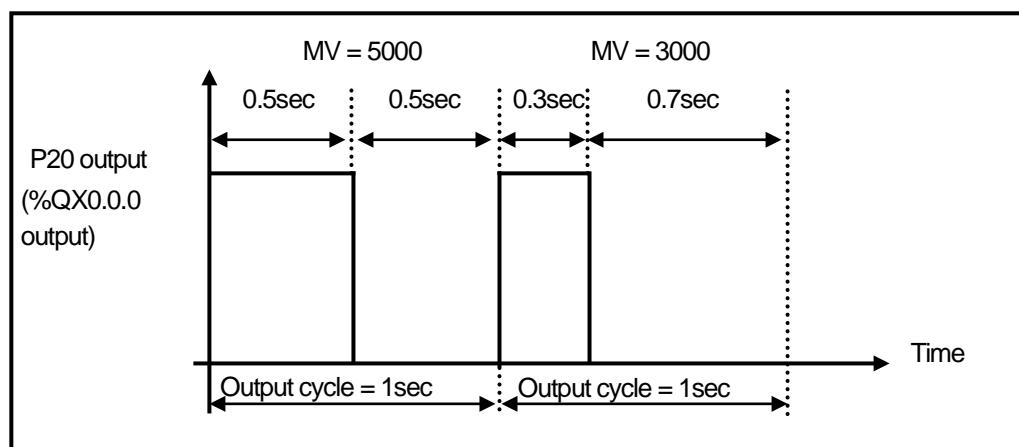 MV = 5000 MV = 3000
0.5sec 0.5sec 0.3sec 0.7sec
P20 output
(%QX0.0.0
output)
Time
Output cycle = 1sec Output cycle = 1sec